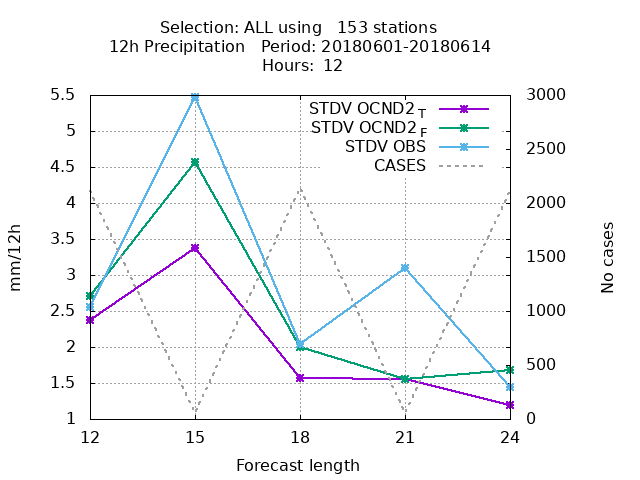 Selection: ALL using   153 stations
12h Precipitation   Period: 20180601-20180614
Hours:  12
STDV OCND2 T
STDV OCND2 F
STDV OBS
CASES
5.5
5
4.5
4
3.5
3
2.5
2
1.5
1
3000
2500
2000
1500
1000
500
0
mm/12h
No cases
12 15 18 21 24
Forecast length